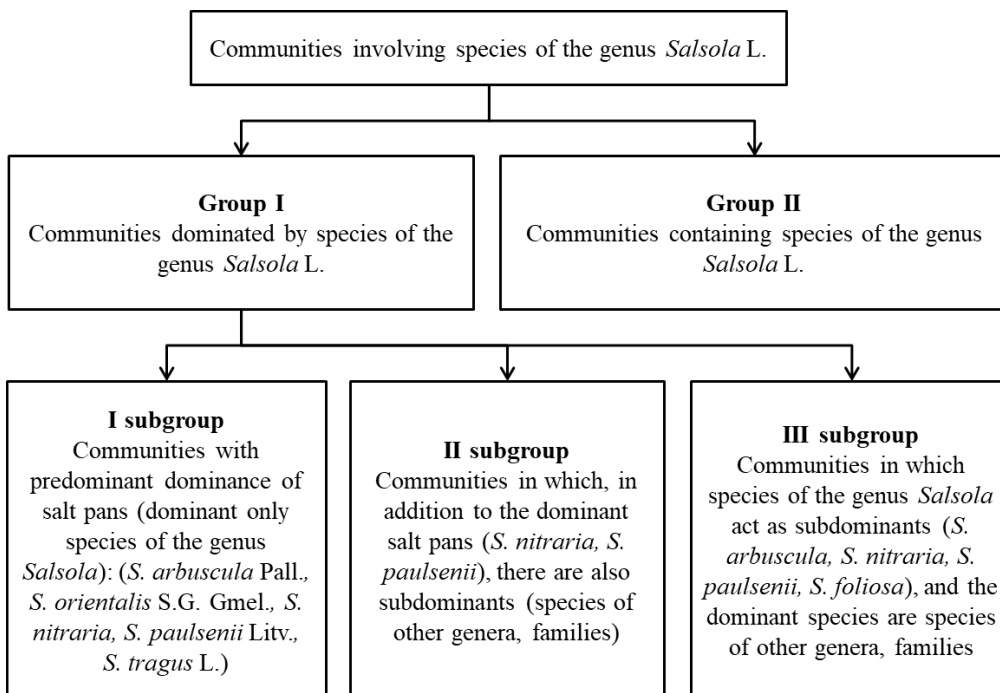 Communities involving species of the genus Salsola L.
Group I
Communities dominated by species of the
genus Salsola L.
Group II
Communities containing species of the genus
Salsola L.
I subgroup
Communities with
predominant dominance of
salt pans (dominant only
species of the genus
Salsola): (S. arbuscula Pall.,
S. orientalis S.G. Gmel., S.
nitraria, S. paulsenii Litv.,
S. tragus L.)
II subgroup
Communities in which, in
addition to the dominant
salt pans (S. nitraria, S.
paulsenii), there are also
subdominants (species of
other genera, families)
III subgroup
Communities in which
species of the genus Salsola
act as subdominants (S.
arbuscula, S. nitraria, S.
paulsenii, S. foliosa), and the
dominant species are species
of other genera, families